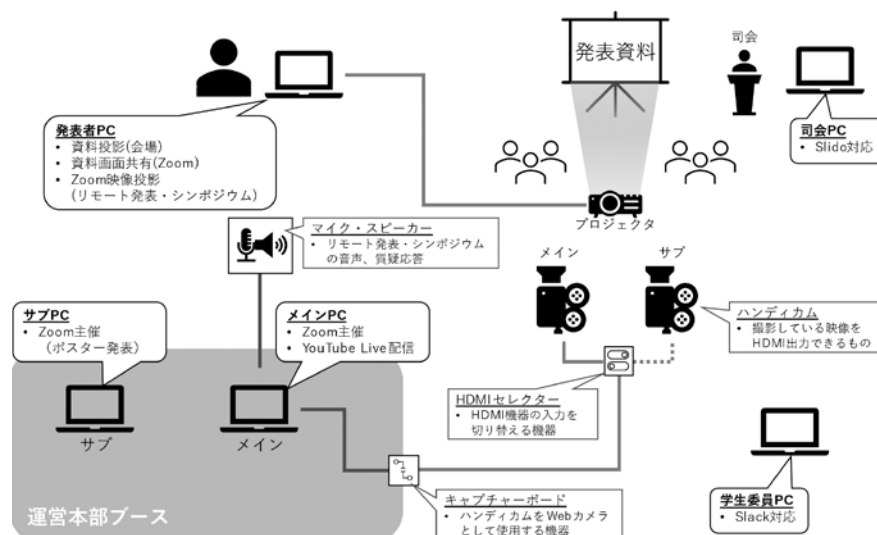 発表資料
司会
発表者PC
• 資料投影(会場)
• 資料画面共有(Zoom)
• Zoom映像投影
(リモート発表・シンポジウム)
司会PC
• Slido対応
プロジェクタ
マイク・スピーカー
• リモート発表・シンポジウム
の音声、質疑応答
メイン
サブ
ハンディカム
• 撮影している映像を
HDMI出力できるもの
サブPC
• Zoom主催
(ポスター発表)
メインPC
• Zoom主催
• YouTube Live配信
HDMIセレクター
• HDMI機器の入力を
切り替える機器
サブ
メイン
キャプチャーボード
• ハンディカムをWebカメラ
として使用する機器
学生委員PC
• Slack対応
運営本部ブース